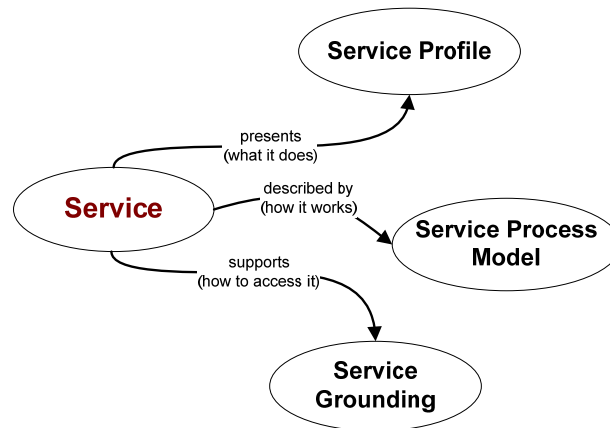 Service Profile
presents
(what it does)
Service
described by
(how it works)
Service Process
Model
supports
(how to access it)
Service
Grounding